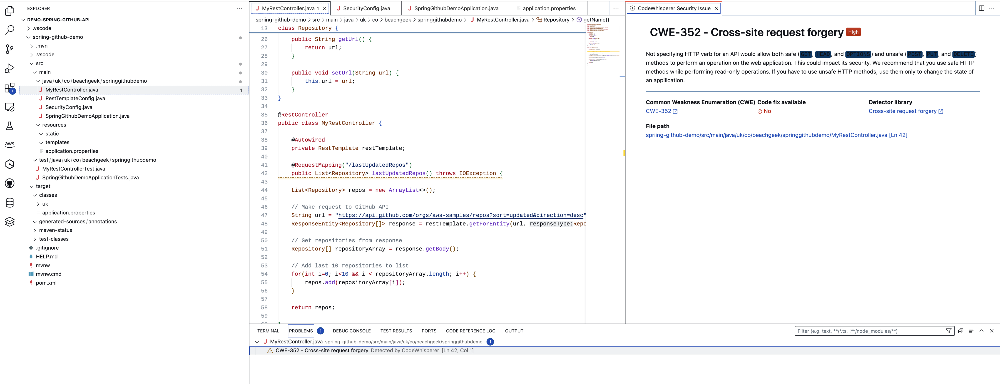 EXPLORER
DEMO-SPRING-GITHUB-API
.vscode
spriing-github-demo
.mvn
.vscode
src
main
java/uk/co/beachgeek/springgithubdemo
MyRestController.java 1
RestTemplateConfig.java
SecurityConfig.java
SpringGithubDemoApplication.java
resources
static
templates
application.properties
test/java/uk/co/beachgeek/springgithubdemo
MyRestControllerTest.java
SpringGithubDemoApplicationTests.java
target
classes
uk
application.properties
generated-sources/annotations
maven-status
test-classes
.gitignore
HELP.md
mvnw
mvnw.cmd
pom.xml
1
aws
MyRestController.java 1
SecurityConfig.java
SpringGithubDemoApplication.java
application.properties
spriing-github-demo > src > main > java > uk > co > beachgeek > springgithubdemo > MyRestController.java > Repository > getName()
13 class Repository {
26 public String getUrl() {
27 return url;
28 }
29
30 public void setUrl(String url) {
31 this.url = url;
32 }
33 }
34
35 @RestController
36 public class MyRestController {
37
38 @Autowired
39 private RestTemplate restTemplate;
40
41 @RequestMapping("/lastUpdatedRepos")
42 public List<Repository> lastUpdatedRepos() throws IOException {
43
44 List<Repository> repos = new ArrayList<>();
45
46 // Make request to GitHub API
47 String url = "https://api.github.com/orgs/aws-samples/repos?sort=updated&direction=desc"
48 ResponseEntity<Repository[]> response = restTemplate.getForEntity(url, responseType:Repo
49
50 // Get repositories from response
51 Repository[] repositoryArray = response.getBody();
52
53 // Add last 10 repositories to list
54 for(int i=0; i<10 && i < repositoryArray.length; i++) {
55 repos.add(repositoryArray[i]);
56 }
57
58 return repos;
59
CodeWhisperer Security Issue
CWE-352 - Cross-site request forgery High
Not specifying HTTP verb for an API would allow both safe (GET, HEAD, and OPTIONS) and unsafe (POST, PUT, and DELETE)
methods to perform an operation on the web application. This could impact its security. We recommend that you use safe HTTP
methods while performing read-only operations. If you have to use unsafe HTTP methods, use them only to change the state of
an appilication.
Common Weakness Enumeration (CWE) Code fix available Detector library
CWE-352 No Cross-site request forgery
File path
spriing-github-demo/src/main/java/uk/co/beachgeek/springgithubdemo/MyRestController.java [Ln 42]
TERMINAL PROBLEMS 1 DEBUG CONSOLE TEST RESULTS PORTS CODE REFERENCE LOG OUTPUT
Filter (e.g. text, **/*.ts, !**/node_modules/**)
MyRestController.java spriing-github-demo/src/main/java/uk/co/beachgeek/springgithubdemo 1
CWE-352 - Cross-site request forgery Detected by CodeWhisperer [Ln 42, Col 1]